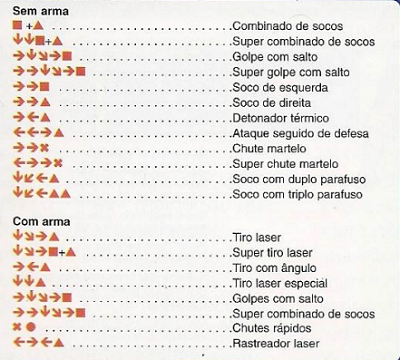 Sem arma
■ +▲ Combinado de socos
↓↓■+▲ Super combinado de socos
→↓↘→■ Golpe com salto
→→↓↘→■ Super golpe com salto
→→■ Soco de esquerda
→→▲ Soco de direita
→←▲ Detonador térmico
←←→▲ Ataque seguido de defesa
→→✖ Chute martelo
←→→✖ Super chute martelo
↓↙←▲ Soco com duplo parafuso
↓↙←▲▲ Soco com triplo parafuso
Com arma
↓↘→▲ Tiro laser
↓↘→■+▲ Super tiro laser
→←▲ Tiro com ângulo
↓↓▲ Tiro laser especial
→↓↘→■ Golpes com salto
→→↓↘→■ Super combinado de socos
✖ ● Chutes rápidos
←→←▲ Rastreador laser